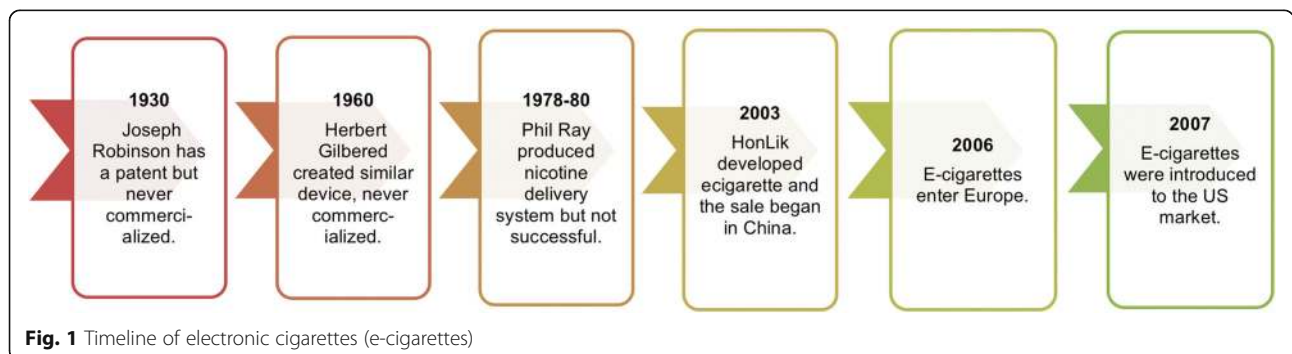 1930
Joseph
Robinson has
a patent but
never
commerci-
alized.
1960
Herbert
Gilbered
created similar
device, never
commerc-
ialized.
1978-80
Phil Ray
produced
nicotine
delivery
system but not
successful.
2003
HonLik
developed
ecigarette and
the sale began
in China.
2006
E-cigarettes
enter Europe.
2007
E-cigarettes
were introduced
to the US
market.
Fig. 1 Timeline of electronic cigarettes (e-cigarettes)